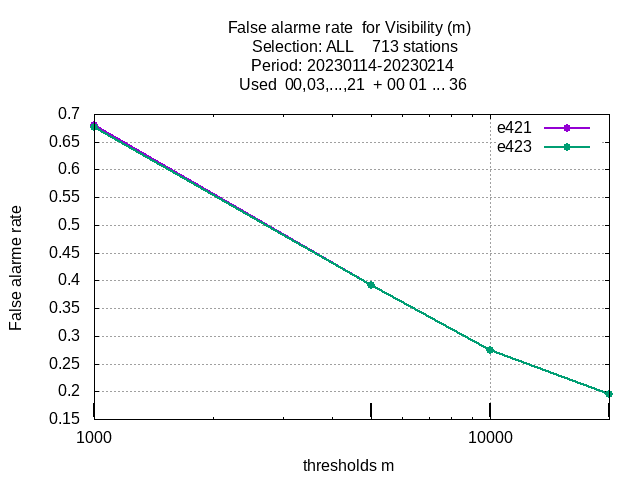 False alarme rate  for Visibility (m)
Selection: ALL    713 stations
Period: 20230114-20230214
Used  00,03,...,21  + 00 01 ... 36
e421
e423
0.7
0.65
0.6
0.55
0.5
0.45
0.4
0.35
0.3
0.25
0.2
0.15
False alarme rate
1000
10000
thresholds m